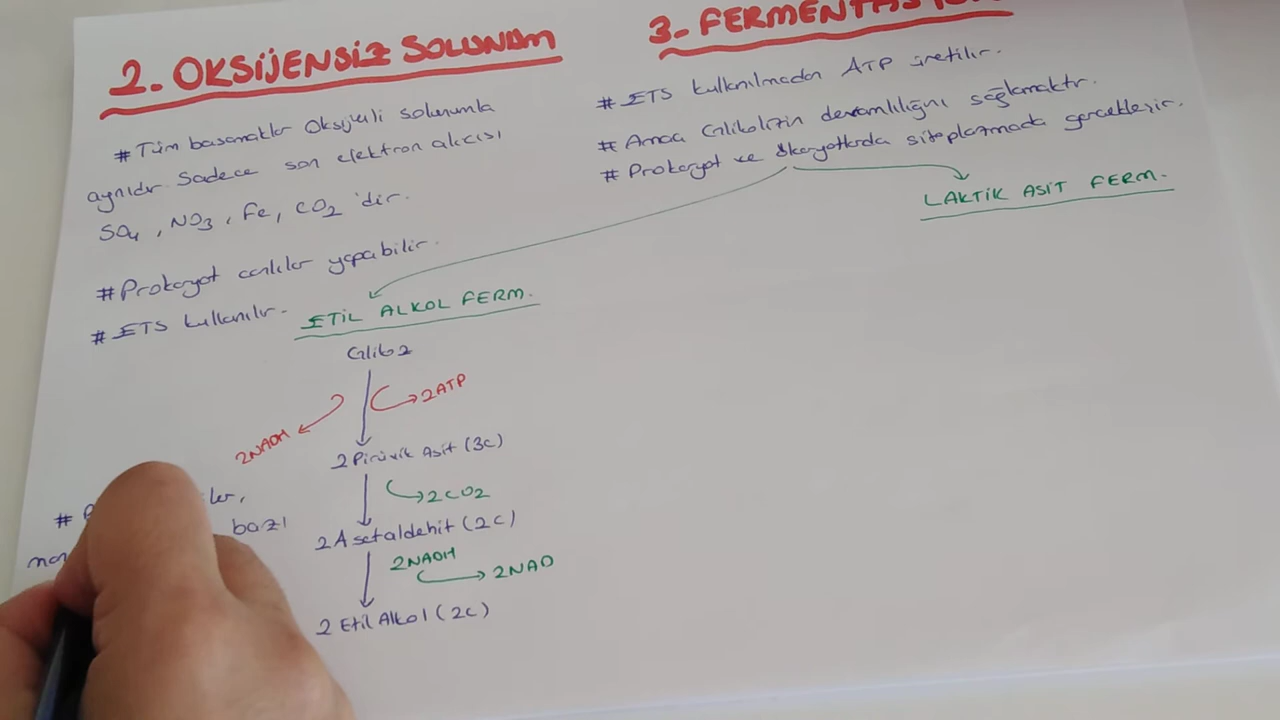 2. OKSİJENSİZ SOLUNUM
# Tüm basamaklar Oksijenli solunumla
aynıdır. Sadece son elektron alıcısı
SO4, NO3, Fe, CO2 'dir.
# Prokaryot canlılar yapabilir.
# ETS kullanılır.
3- FERMENTASYON
# ETS kullanılmadan ATP üretilir.
# Amaç Glikolizin devamlılığını sağlamaktır.
# Prokaryot ve ökaryotlarda sitoplazmada gerçekleşir.
ETİL ALKOL FERM.
LAKTİK ASİT FERM.
Glikoz
2ATP
2NADH
2 Pirüvik Asit (3c)
2CO2
2 Asetaldehit (2c)
2NADH
2NAD
2 Etil Alkol (2c)
#
bazı